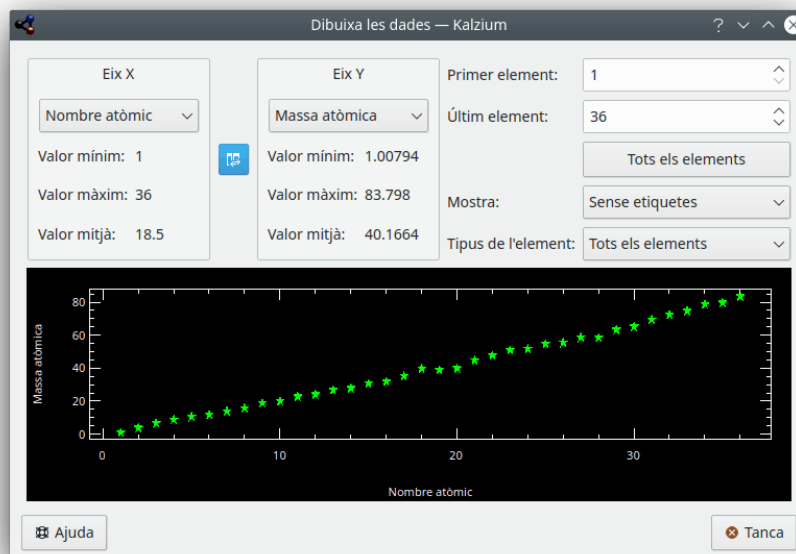 Dibuixa les dades — Kalzium
Eix X
Nombre atòmic
Valor mínim: 1
Valor màxim: 36
Valor mitjà: 18.5
Eix Y
Massa atòmica
Valor mínim: 1.00794
Valor màxim: 83.798
Valor mitjà: 40.1664
Primer element: 1
Últim element: 36
Tots els elements
Mostra: Sense etiquetes
Tipus de l'element: Tots els elements
Massa atòmica
80
60
40
20
0
0 10 20 30
Nombre atòmic
Ajuda
Tanca